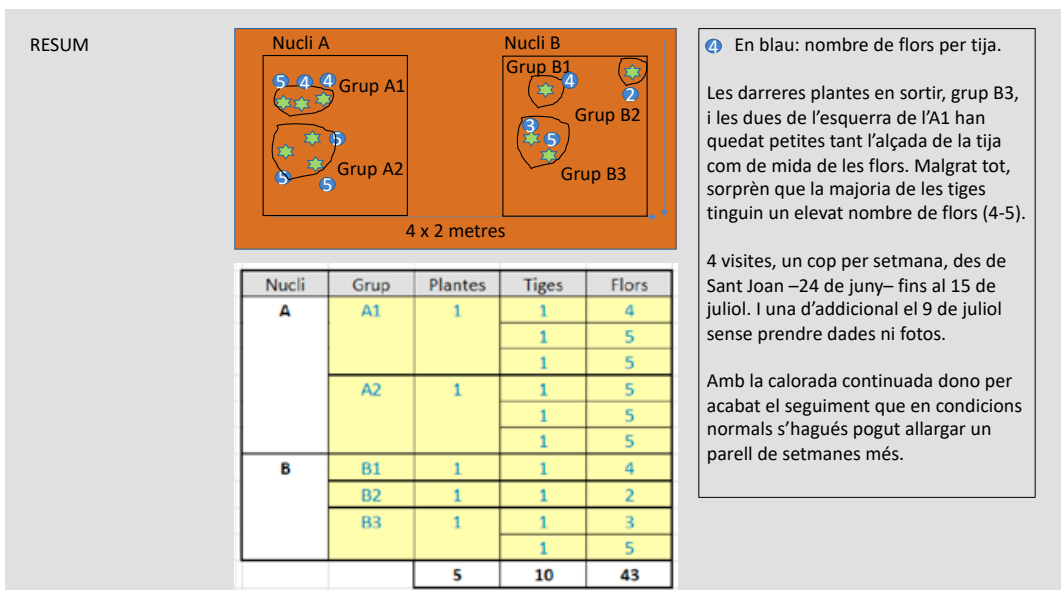 RESUM
Nucli A
Nucli B
Grup B1
5 4 4
Grup A1
4
2
Grup B2
3
5
5
Grup A2
Grup B3
5
5
4 x 2 metres
4 En blau: nombre de flors per tija.
Les darreres plantes en sortir, grup B3,
i les dues de l’esquerra de l’A1 han
quedat petites tant l’alçada de la tija
com de mida de les flors. Malgrat tot,
sorprèn que la majoria de les tiges
tinguin un elevat nombre de flors (4-5).
4 visites, un cop per setmana, des de
Sant Joan –24 de juny– fins al 15 de
juliol. I una d’addicional el 9 de juliol
sense prendre dades ni fotos.
Amb la calorada continuada dono per
acabat el seguiment que en condicions
normals s’hagués pogut allargar un
parell de setmanes més.
Nucli Grup Plantes Tiges Flors
A A1 1 1 4
1 5
1 5
A2 1 1 5
1 5
1 5
B B1 1 1 4
B2 1 1 2
B3 1 1 3
1 5
5 10 43